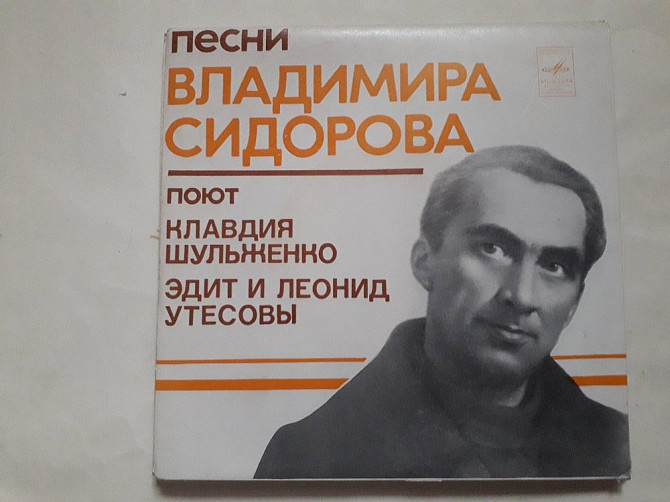 ПЕСНИ
ВЛАДИМИРА
СИДОРОВА
ПОЮТ
КЛАВДИЯ
ШУЛЬЖЕНКО
ЭДИТ И ЛЕОНИД
УТЕСОВЫ